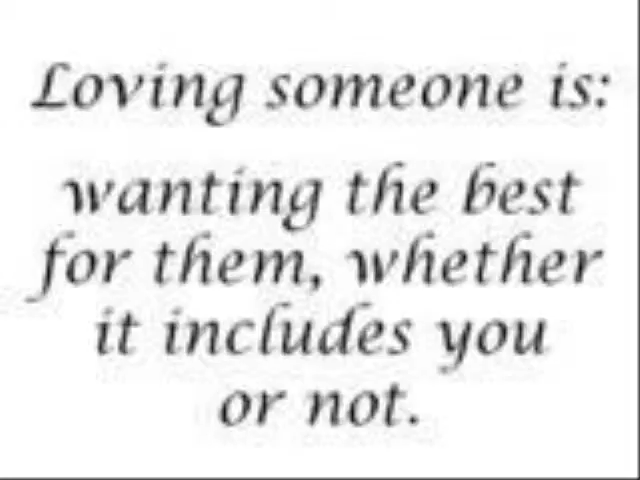 Loving someone is:
wanting the best
for them, whether
it includes you
or not.